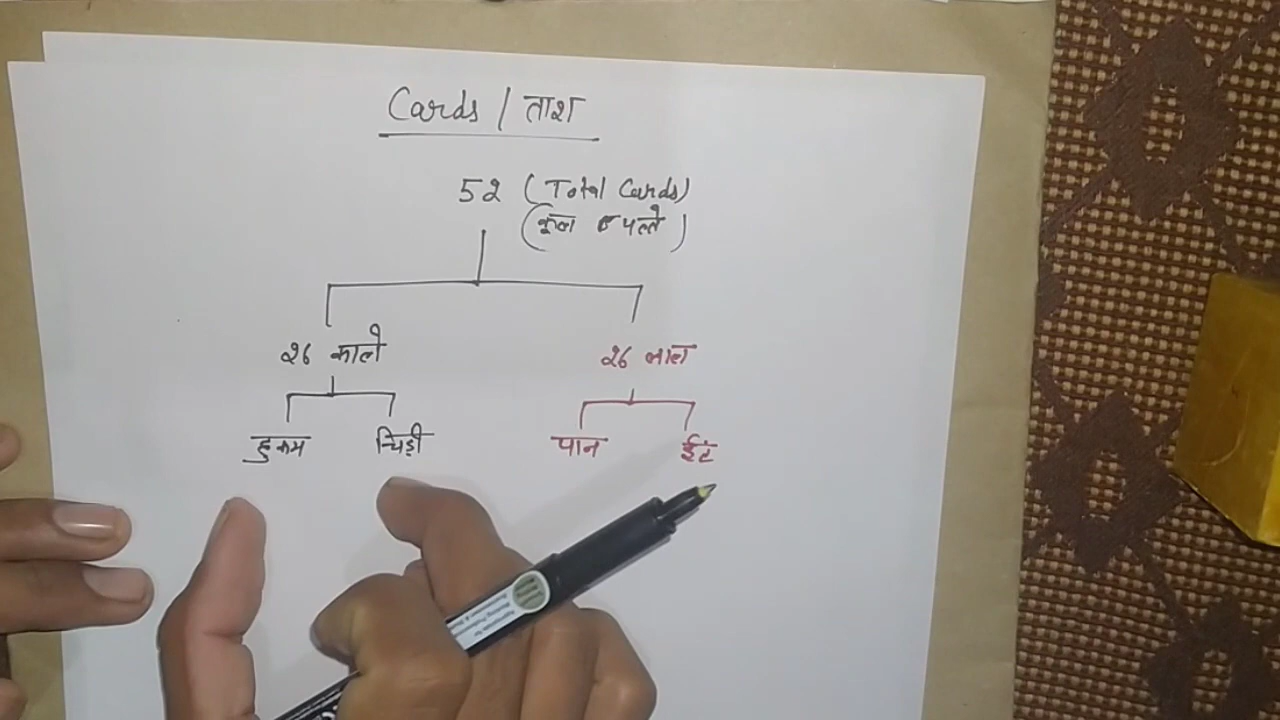 Cards / ताश
52 (Total Cards)
(कुल पत्ते)
26 काले
26 लाल
हुकम चिड़ी
पान ईंट